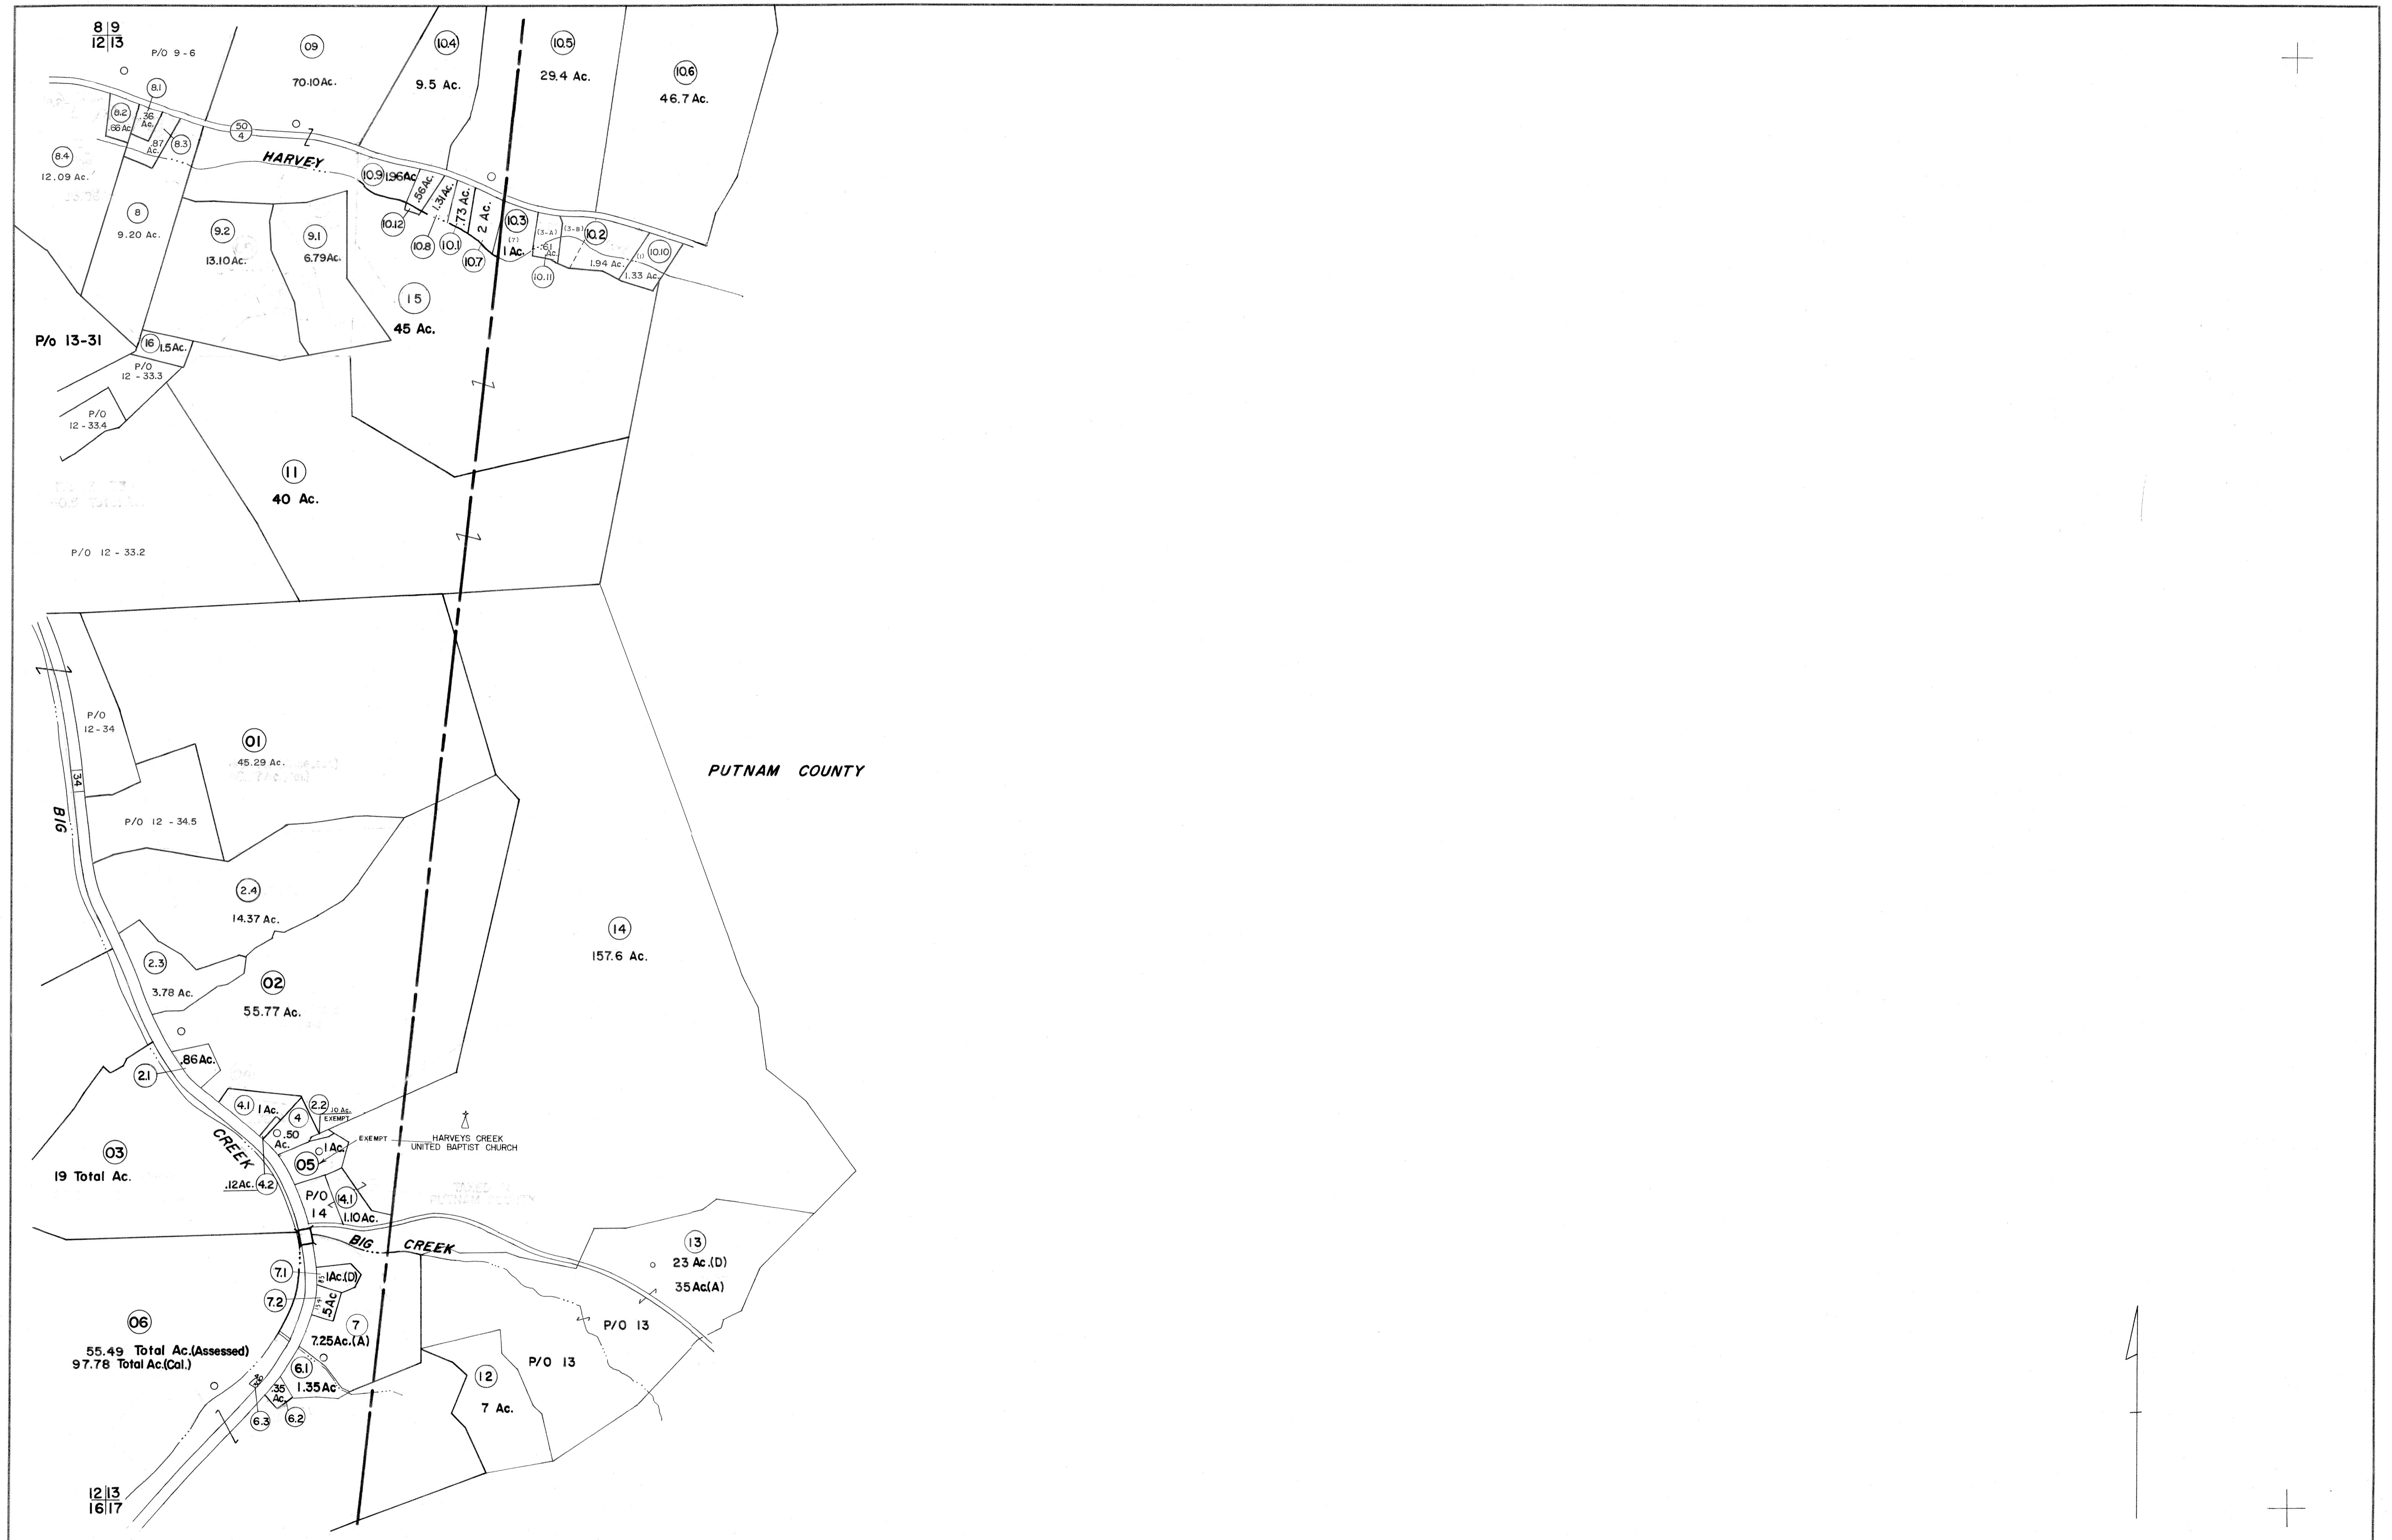 8 9
12 13
P/O 9-6
09
70.10 Ac.
10.4
9.5 Ac.
10.5
29.4 Ac.
10.6
46.7 Ac.
8.1
8.2
.66 Ac.
.36
Ac.
.87
Ac.
8.3
50
4
HARVEY
8.4
12.09 Ac.
10.9 1.96 Ac
.56 Ac.
1.31 Ac.
.73 Ac.
2 Ac.
10.12
10.8
10.1
10.7
10.3
(7)
1 Ac.
(3-A)
.61
Ac.
10.11
(3-B)
10.2
1.94 Ac.
(1)
10.10
1.33 Ac.
8
9.20 Ac.
9.2
13.10 Ac.
9.1
6.79 Ac.
15
45 Ac.
P/o 13-31
16 1.5 Ac.
P/O
12 - 33.3
P/O
12 - 33.4
11
40 Ac.
P/O 12 - 33.2
P/O
12 - 34
01
45.29 Ac.
34
BIG
PUTNAM COUNTY
P/O 12 - 34.5
2.4
14.37 Ac.
2.3
3.78 Ac.
02
55.77 Ac.
14
157.6 Ac.
.86 Ac.
2.1
4.1 1 Ac.
4
.50
Ac.
2.2
.10 Ac.
EXEMPT
EXEMPT
HARVEYS CREEK
UNITED BAPTIST CHURCH
CREEK
03
19 Total Ac.
1 Ac.
05
.12 Ac. 4.2
P/O
14
14.1
1.10 Ac.
BIG CREEK
13
23 Ac.(D)
35 Ac.(A)
7.1
1 Ac.(D)
7.2
.5 Ac
7
7.25 Ac.(A)
P/O 13
06
55.49 Total Ac.(Assessed)
97.78 Total Ac.(Cal.)
6.1
1.35 Ac
P/O 13
12
7 Ac.
.35
Ac.
6.3
6.2
12 13
16 17